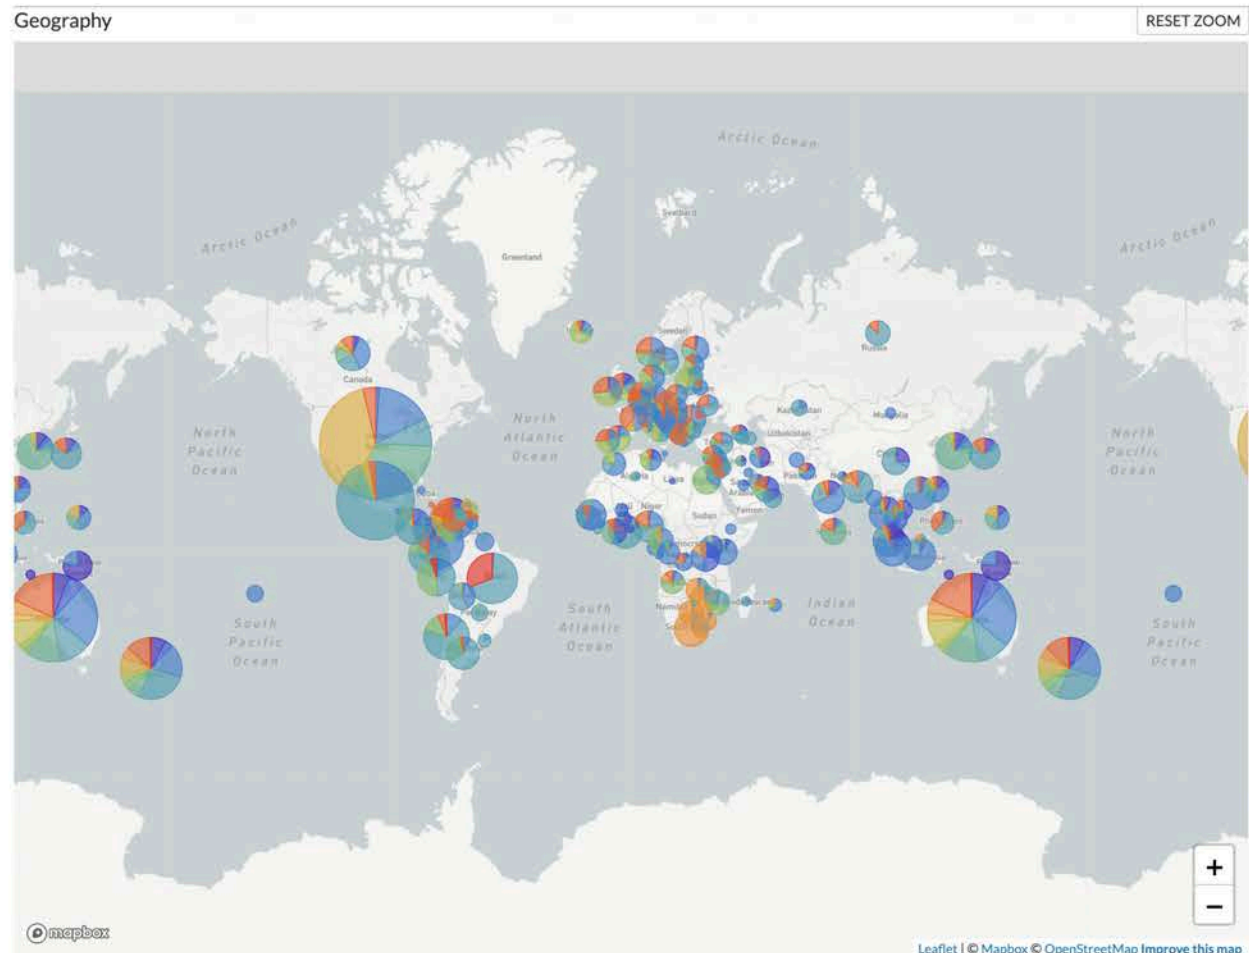 Geography
RESET ZOOM
Arctic Ocean
Svalbard
Arctic Ocean
Arctic Ocean
Greenland
Sweden
Russia
Canada
North
Pacific
Ocean
North
Atlantic
Ocean
North
Pacific
Ocean
Kazakhstan
Mongolia
Uzbekistan
Algeria
Libya
Niger
Sudan
Yemen
Namibia
South
Pacific
Ocean
South
Atlantic
Ocean
Indian
Ocean
South
Pacific
Ocean
+
−
mapbox
Leaflet | © Mapbox © OpenStreetMap Improve this map